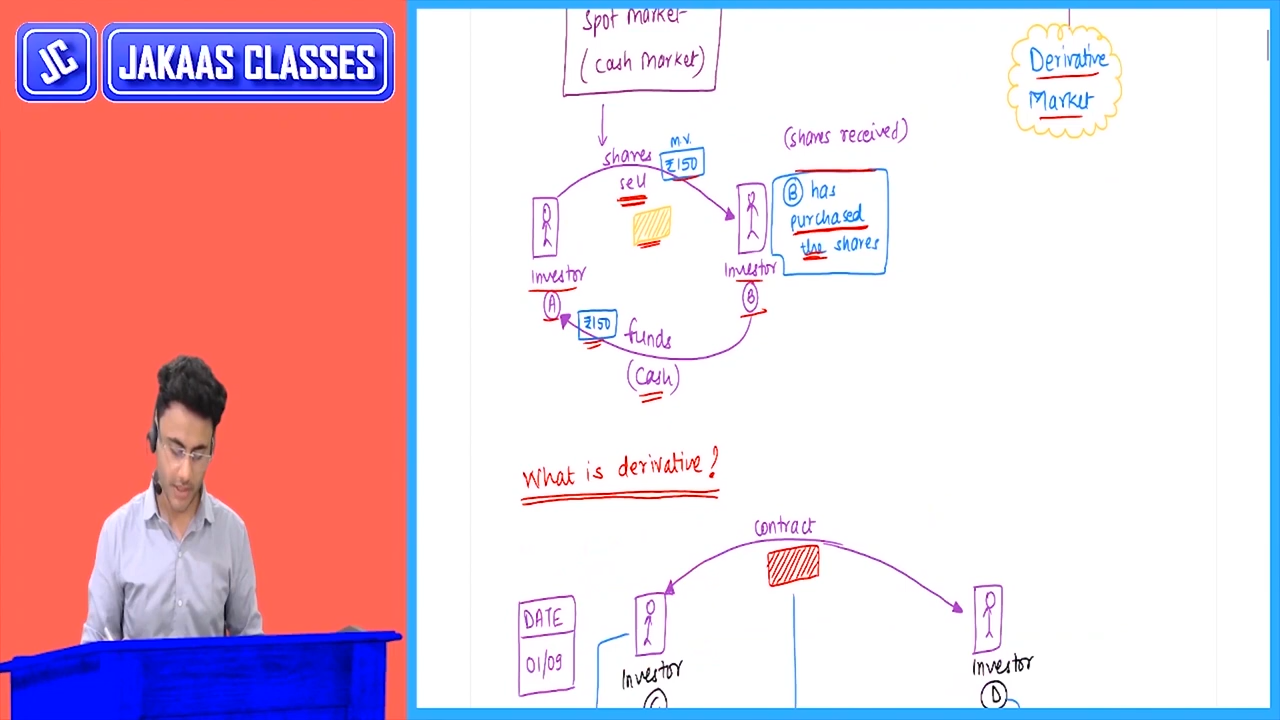 JC
JAKAAS CLASSES
Spot Market
(Cash Market)
Derivative
Market
(shares received)
M.V.
₹150
shares
sell
B has
purchased
the shares
Investor
A
Investor
B
₹150
funds
(Cash)
What is derivative?
contract
DATE
01/09
Investor
C
Investor
D